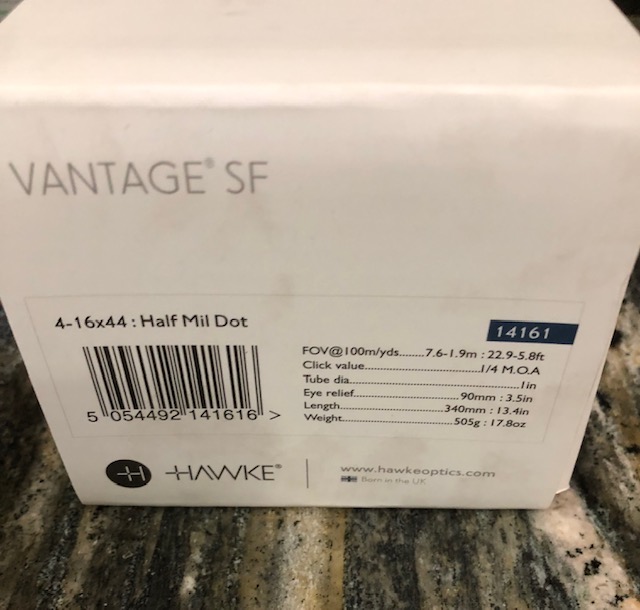 VANTAGE® SF
4-16x44 : Half Mil Dot
14161
FOV@100m/yds.......7.6-1.9m : 22.9-5.8ft
Click value................................1/4 M.O.A
Tube dia...........................................1in
Eye relief...........................90mm : 3.5in
Length..........................340mm : 13.4in
Weight............................505g : 17.8oz
5 054492 141616 >
H HAWKE®
www.hawkeoptics.com
Born in the UK